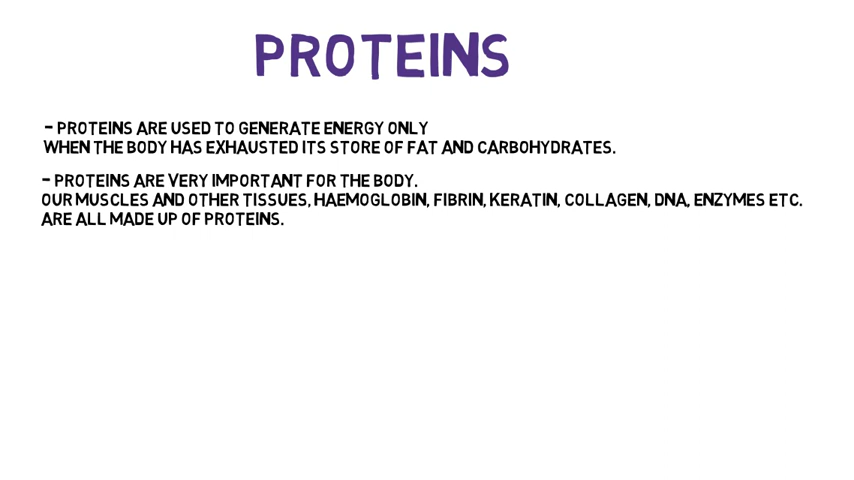 PROTEINS
- PROTEINS ARE USED TO GENERATE ENERGY ONLY
WHEN THE BODY HAS EXHAUSTED ITS STORE OF FAT AND CARBOHYDRATES.
- PROTEINS ARE VERY IMPORTANT FOR THE BODY.
OUR MUSCLES AND OTHER TISSUES, HAEMOGLOBIN, FIBRIN, KERATIN, COLLAGEN, DNA, ENZYMES ETC.
ARE ALL MADE UP OF PROTEINS.